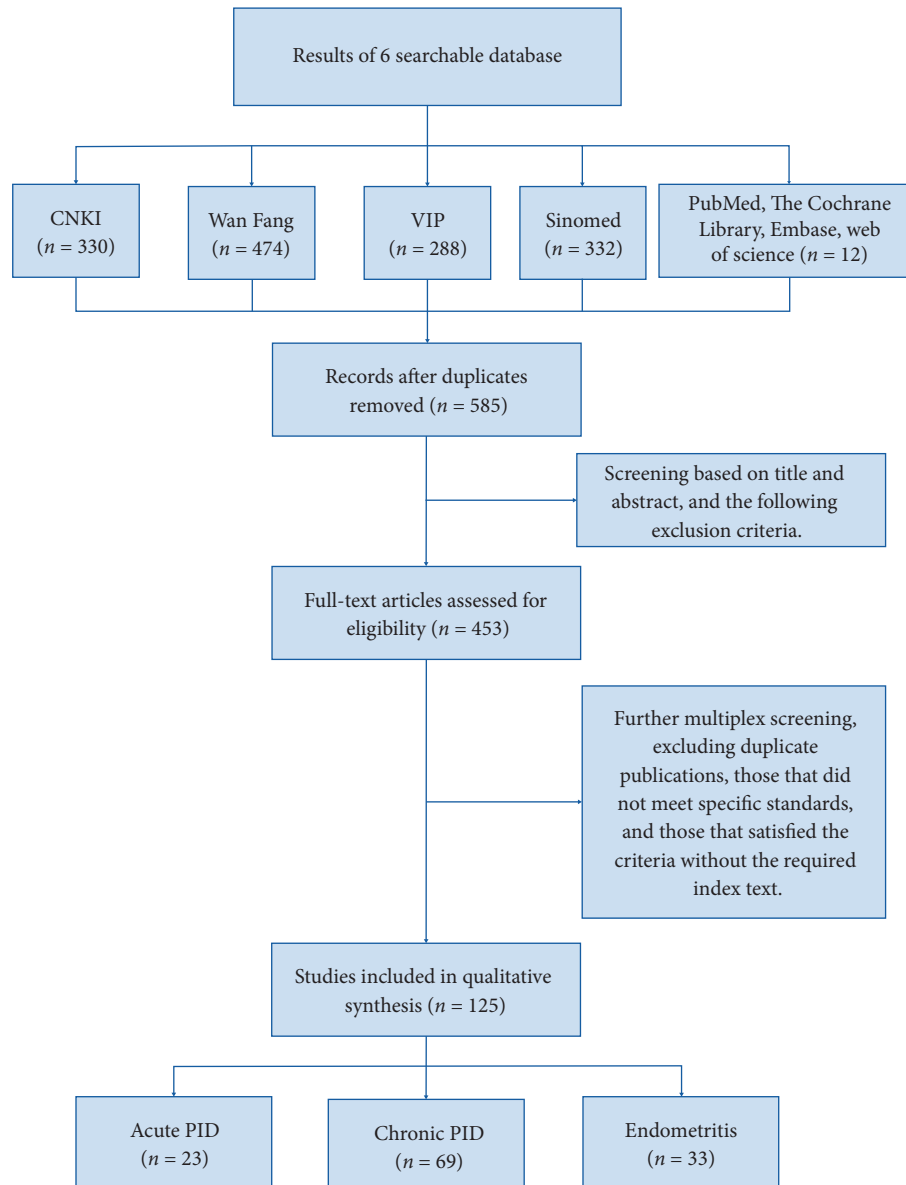 Results of 6 searchable database
CNKI
(n = 330)
Wan Fang
(n = 474)
VIP
(n = 288)
Sinomed
(n = 332)
PubMed, The Cochrane
Library, Embase, web
of science (n = 12)
Records after duplicates
removed (n = 585)
Screening based on title and
abstract, and the following
exclusion criteria.
Full-text articles assessed for
eligibility (n = 453)
Further multiplex screening,
excluding duplicate
publications, those that did
not meet specific standards,
and those that satisfied the
criteria without the required
index text.
Studies included in qualitative
synthesis (n = 125)
Acute PID
(n = 23)
Chronic PID
(n = 69)
Endometritis
(n = 33)